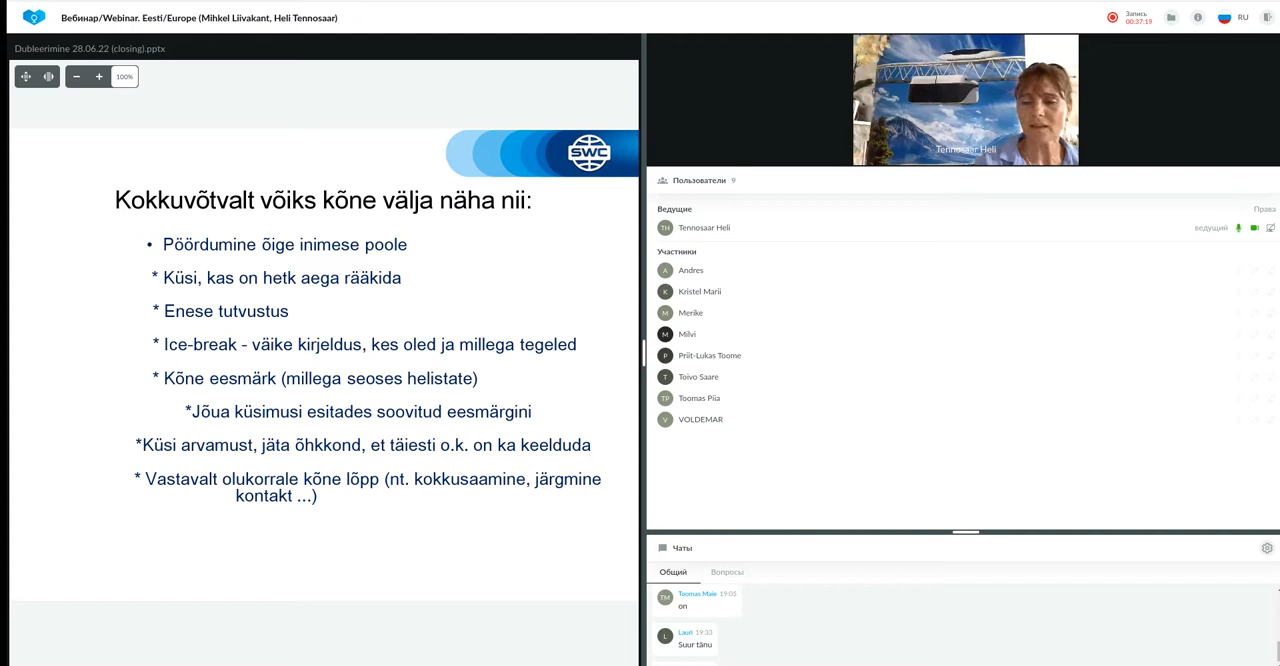 Вебинар/Webinar. Eesti/Europe (Mihkel Liivakant, Heli Tennosaar)
Запись
00:37:19
RU
Dubleerimine 28.06.22 (closing).pptx
100%
SWC
Kokkuvõtvalt võiks kõne välja näha nii:
• Pöördumine õige inimese poole
* Küsi, kas on hetk aega rääkida
* Enese tutvustus
* Ice-break - väike kirjeldus, kes oled ja millega tegeled
* Kõne eesmärk (millega seoses helistate)
*Jõua küsimusi esitades soovitud eesmärgini
*Küsi arvamust, jäta õhkkond, et täiesti o.k. on ka keelduda
* Vastavalt olukorrale kõne lõpp (nt. kokkusaamine, järgmine
kontakt ...)
Tennosaar Heli
Пользователи 9
Ведущие
Права
TH Tennosaar Heli
ведущий
Участники
A Andres
K Kristel Marii
M Merike
M Milvi
P Priit-Lukas Toome
T Toivo Saare
TP Toomas Piia
V VOLDEMAR
Чаты
Общий
Вопросы
TM Toomas Maie 19:05
on
L Lauri 19:33
Suur tänu